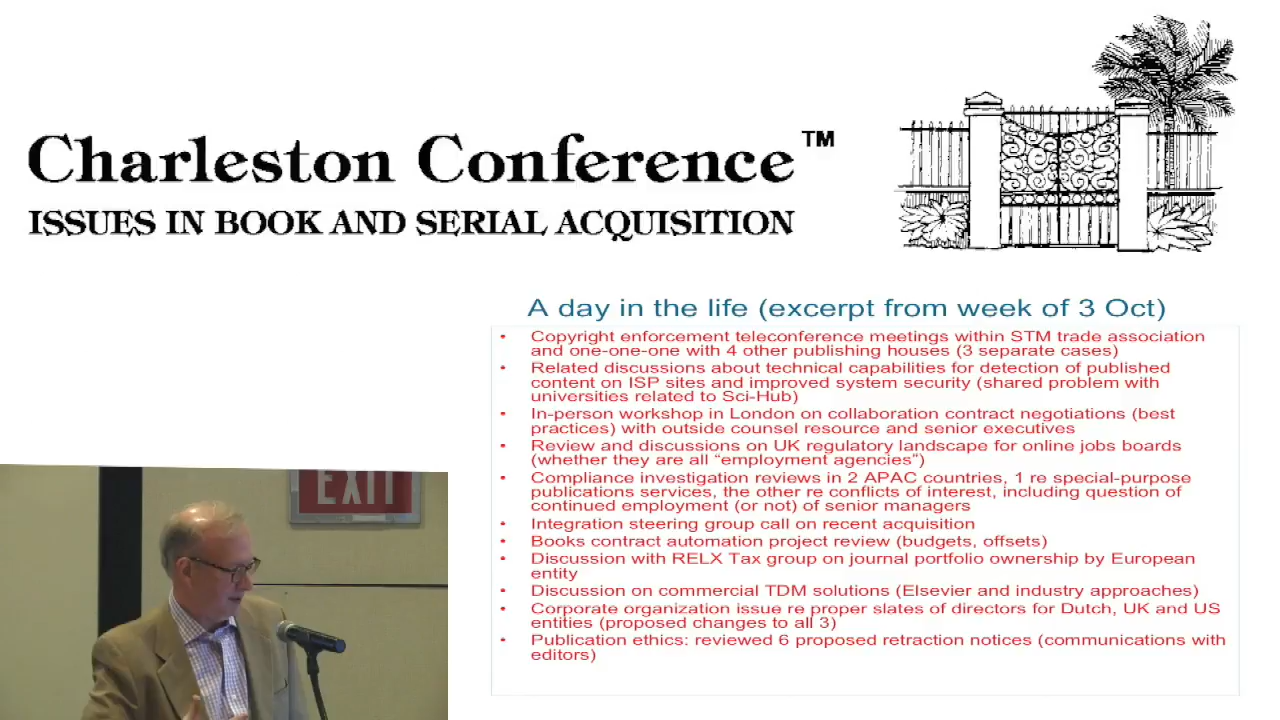 Charleston Conference™
ISSUES IN BOOK AND SERIAL ACQUISITION
A day in the life (excerpt from week of 3 Oct)
• Copyright enforcement teleconference meetings within STM trade association
and one-one-one with 4 other publishing houses (3 separate cases)
• Related discussions about technical capabilities for detection of published
content on ISP sites and improved system security (shared problem with
universities related to Sci-Hub)
• In-person workshop in London on collaboration contract negotiations (best
practices) with outside counsel resource and senior executives
• Review and discussions on UK regulatory landscape for online jobs boards
(whether they are all “employment agencies”)
• Compliance investigation reviews in 2 APAC countries, 1 re special-purpose
publications services, the other re conflicts of interest, including question of
continued employment (or not) of senior managers
• Integration steering group call on recent acquisition
• Books contract automation project review (budgets, offsets)
• Discussion with RELX Tax group on journal portfolio ownership by European
entity
• Discussion on commercial TDM solutions (Elsevier and industry approaches)
• Corporate organization issue re proper slates of directors for Dutch, UK and US
entities (proposed changes to all 3)
• Publication ethics: reviewed 6 proposed retraction notices (communications with
editors)
EXIT